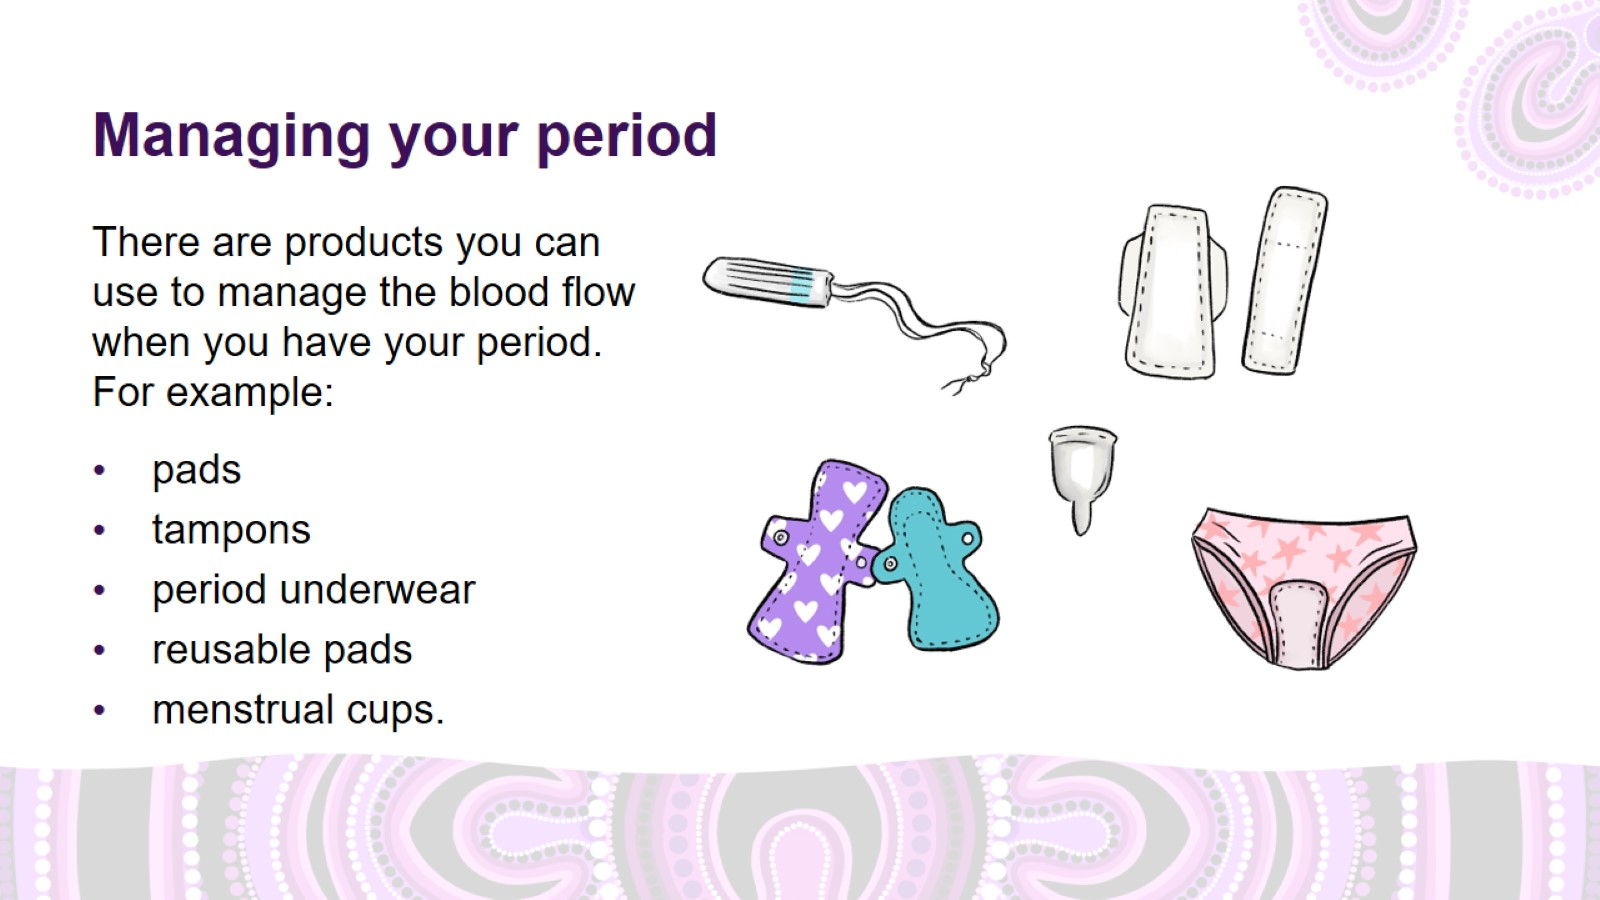 Managing your period
There are products you can
use to manage the blood flow
when you have your period.
For example:
• pads
• tampons
• period underwear
• reusable pads
• menstrual cups.